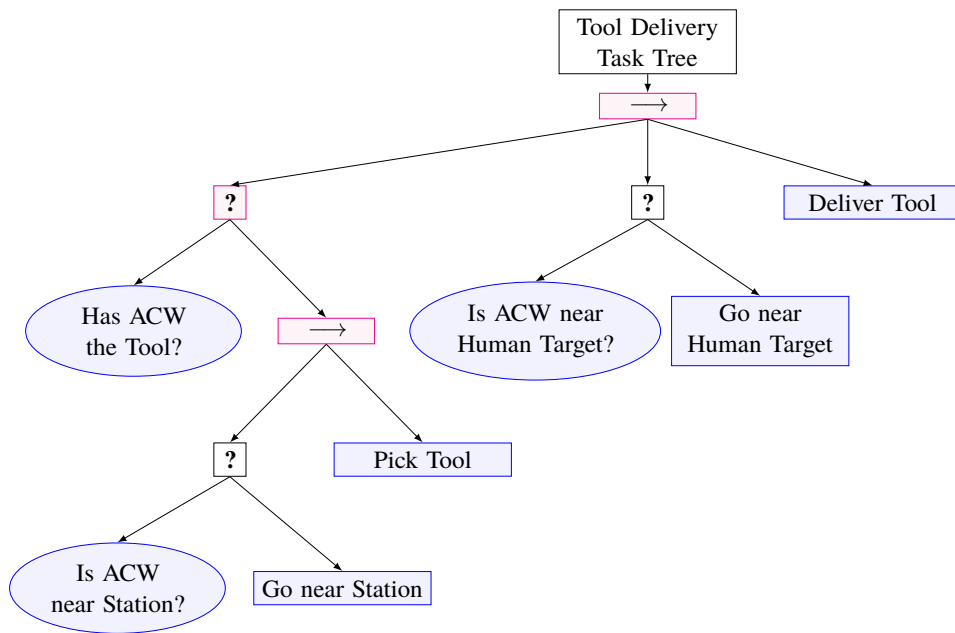 Tool Delivery
Task Tree
⟶
?
?
Deliver Tool
Has ACW
the Tool?
⟶
Is ACW near
Human Target?
Go near
Human Target
?
Pick Tool
Is ACW
near Station?
Go near Station